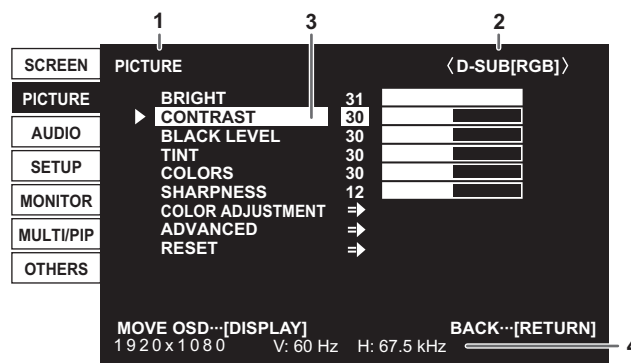 1 3 2
SCREEN
PICTURE
AUDIO
SETUP
MONITOR
MULTI/PIP
OTHERS
PICTURE 〈D-SUB[RGB]〉
BRIGHT 31
CONTRAST 30
BLACK LEVEL 30
TINT 30
COLORS 30
SHARPNESS 12
COLOR ADJUSTMENT
ADVANCED
RESET
MOVE OSD···[DISPLAY] BACK···[RETURN]
1920x1080 V: 60 Hz H: 67.5 kHz 4